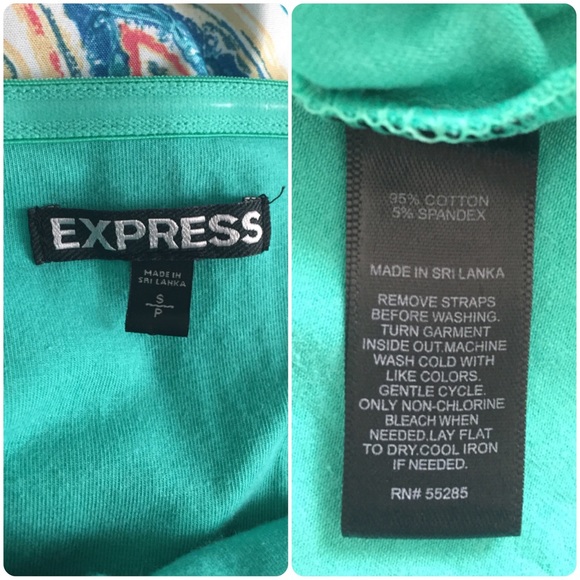 EXPRESS
MADE IN
SRI LANKA
S
P
95% COTTON
5% SPANDEX
MADE IN SRI LANKA
REMOVE STRAPS
BEFORE WASHING.
TURN GARMENT
INSIDE OUT.MACHINE
WASH COLD WITH
LIKE COLORS.
GENTLE CYCLE.
ONLY NON-CHLORINE
BLEACH WHEN
NEEDED.LAY FLAT
TO DRY.COOL IRON
IF NEEDED.
RN# 55285